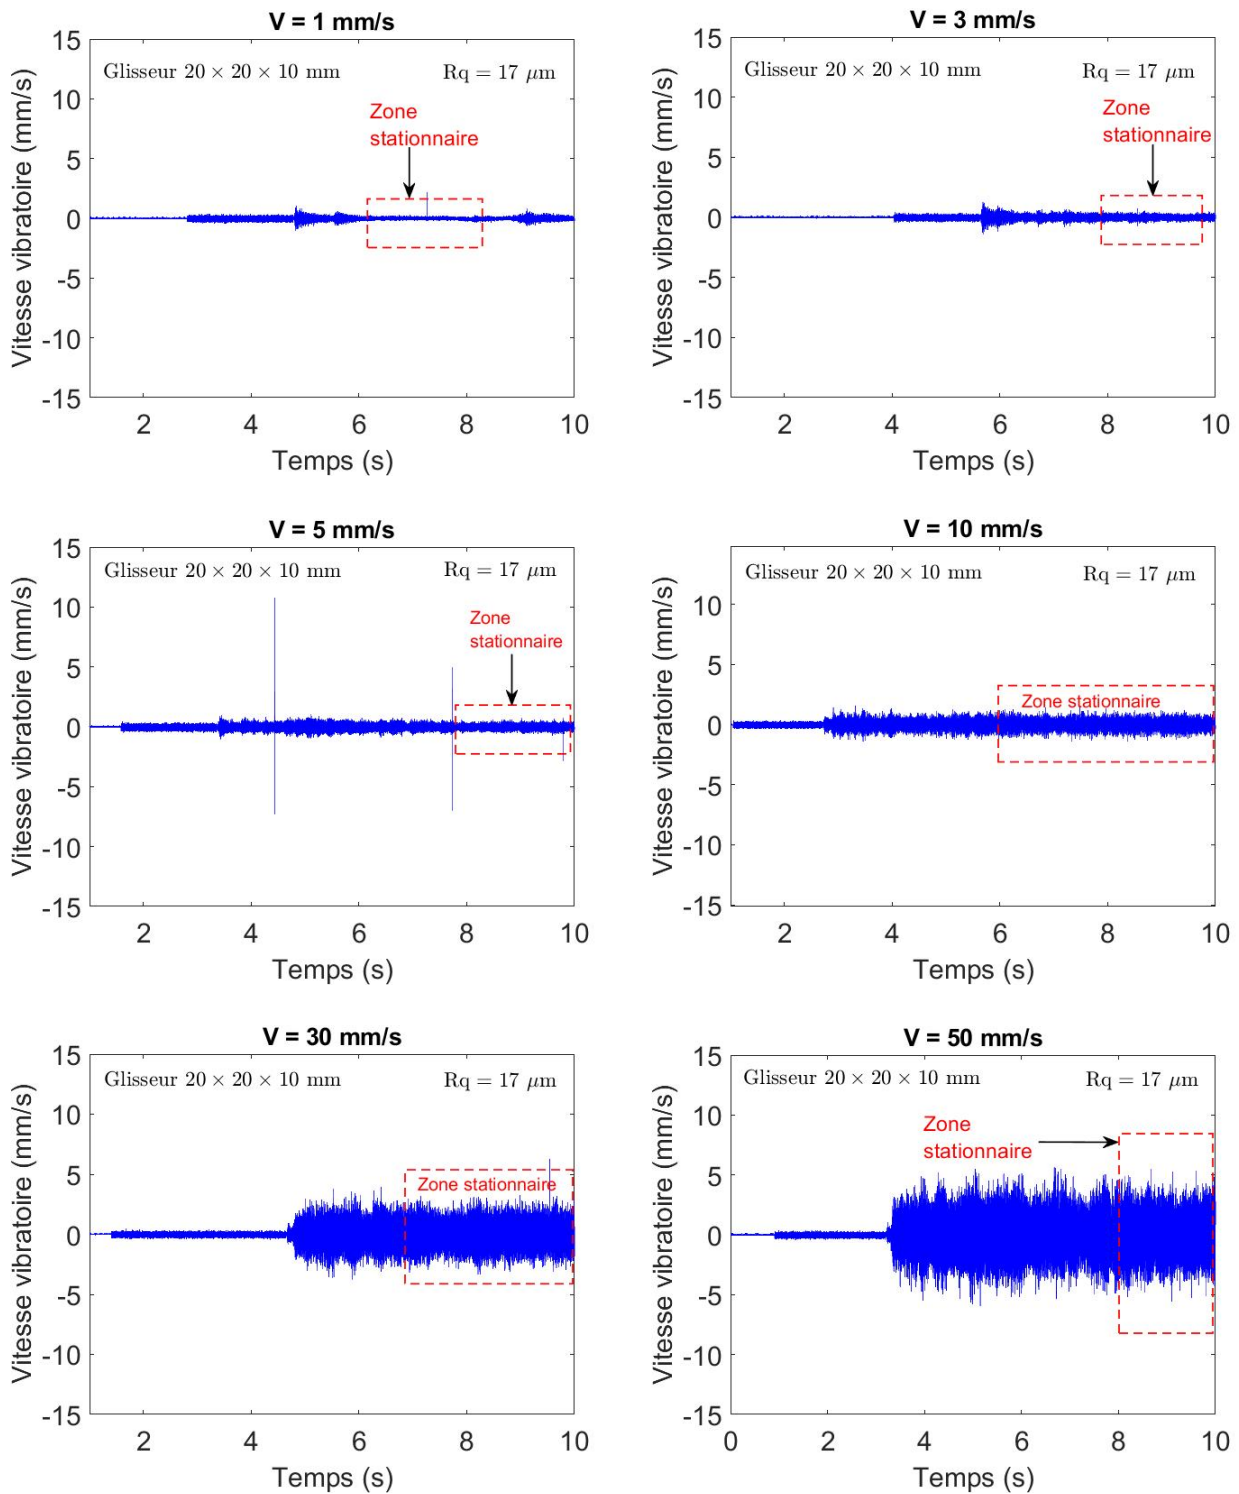 V = 1 mm/s
Glisseur 20 × 20 × 10 mm Rq = 17 μm
Zone
stationnaire
Vitesse vibratoire (mm/s)
15
10
5
0
-5
-10
-15
2 4 6 8 10
Temps (s)
V = 3 mm/s
Glisseur 20 × 20 × 10 mm Rq = 17 μm
Zone
stationnaire
Vitesse vibratoire (mm/s)
15
10
5
0
-5
-10
-15
2 4 6 8 10
Temps (s)
V = 5 mm/s
Glisseur 20 × 20 × 10 mm Rq = 17 μm
Zone
stationnaire
Vitesse vibratoire (mm/s)
15
10
5
0
-5
-10
-15
2 4 6 8 10
Temps (s)
V = 10 mm/s
Glisseur 20 × 20 × 10 mm Rq = 17 μm
Zone stationnaire
Vitesse vibratoire (mm/s)
10
5
0
-5
-10
-15
2 4 6 8 10
Temps (s)
V = 30 mm/s
Glisseur 20 × 20 × 10 mm Rq = 17 μm
Zone stationnaire
Vitesse vibratoire (mm/s)
15
10
5
0
-5
-10
-15
2 4 6 8 10
Temps (s)
V = 50 mm/s
Glisseur 20 × 20 × 10 mm Rq = 17 μm
Zone
stationnaire
Vitesse vibratoire (mm/s)
15
10
5
0
-5
-10
-15
0 2 4 6 8 10
Temps (s)